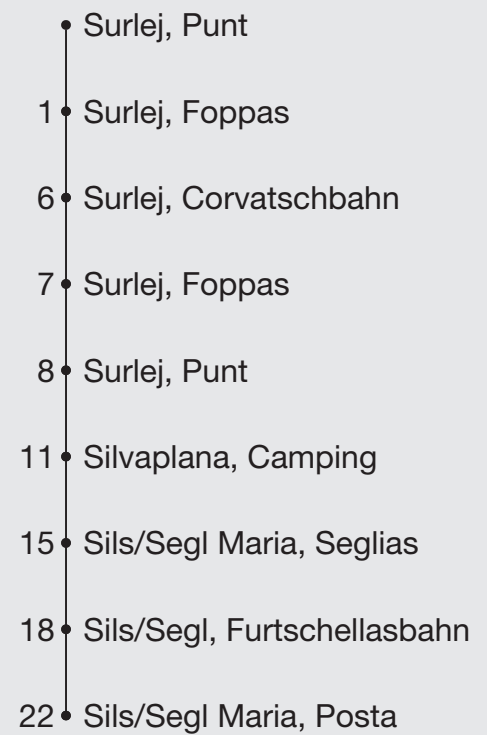 Surlej, Punt
1 Surlej, Foppas
6 Surlej, Corvatschbahn
7 Surlej, Foppas
8 Surlej, Punt
11 Silvaplana, Camping
15 Sils/Segl Maria, Seglias
18 Sils/Segl, Furtschellasbahn
22 Sils/Segl Maria, Posta